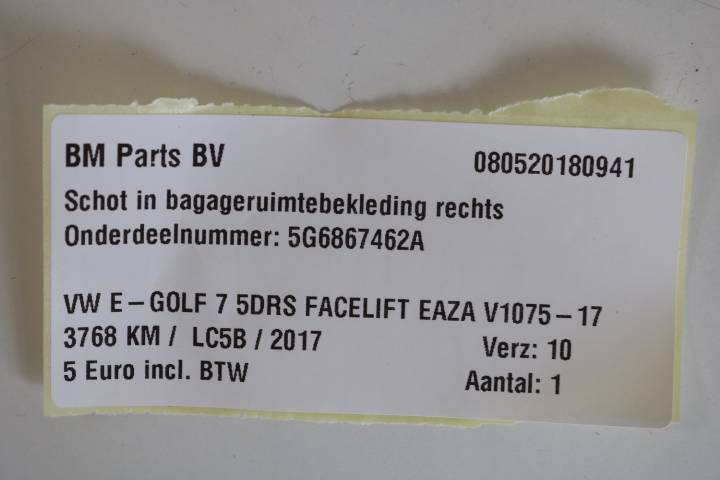 BM Parts BV 080520180941
Schot in bagageruimtebekleding rechts
Onderdeelnummer: 5G6867462A
VW E-GOLF 7 5DRS FACELIFT EAZA V1075-17
3768 KM / LC5B / 2017 Verz: 10
5 Euro incl. BTW Aantal: 1